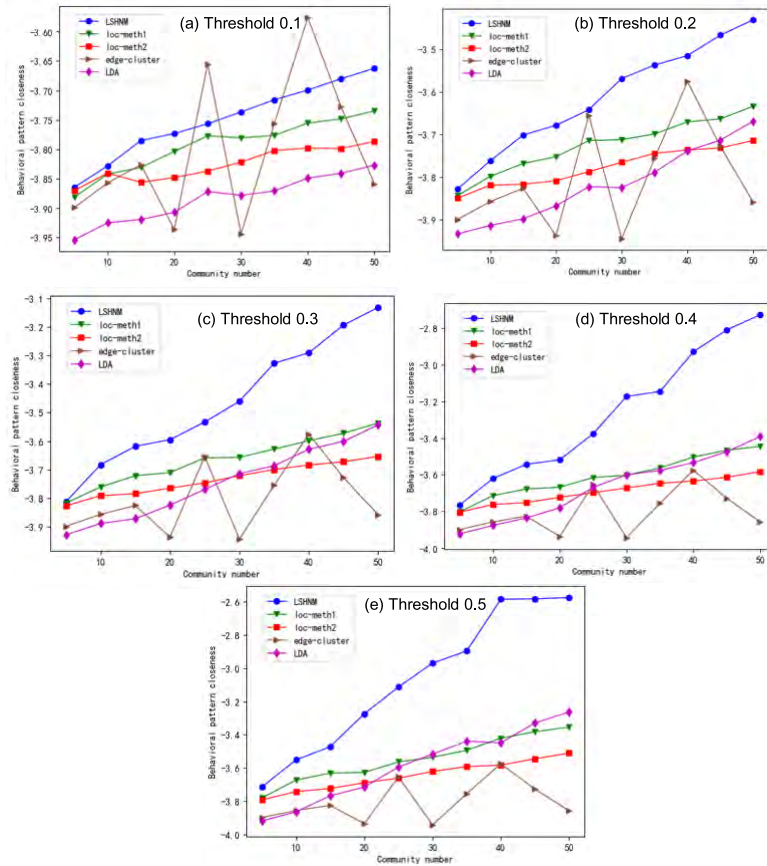 (a) Threshold 0.1
LSHNM
loc-meth1
loc-meth2
edge-cluster
LDA
Behavioral pattern closeness
−3.60
−3.65
−3.70
−3.75
−3.80
−3.85
−3.90
−3.95
10
20
30
40
50
Community number
(b) Threshold 0.2
LSHNM
loc-meth1
loc-meth2
edge-cluster
LDA
Behavioral pattern closeness
−3.5
−3.6
−3.7
−3.8
−3.9
10
20
30
40
50
Community number
(c) Threshold 0.3
LSHNM
loc-meth1
loc-meth2
edge-cluster
LDA
Behavioral pattern closeness
−3.1
−3.2
−3.3
−3.4
−3.5
−3.6
−3.7
−3.8
−3.9
10
20
30
40
50
Community number
(d) Threshold 0.4
LSHNM
loc-meth1
loc-meth2
edge-cluster
LDA
Behavioral pattern closeness
−2.8
−3.0
−3.2
−3.4
−3.6
−3.8
−4.0
10
20
30
40
50
Community number
(e) Threshold 0.5
LSHNM
loc-meth1
loc-meth2
edge-cluster
LDA
Behavioral pattern closeness
−2.6
−2.8
−3.0
−3.2
−3.4
−3.6
−3.8
−4.0
10
20
30
40
50
Community number